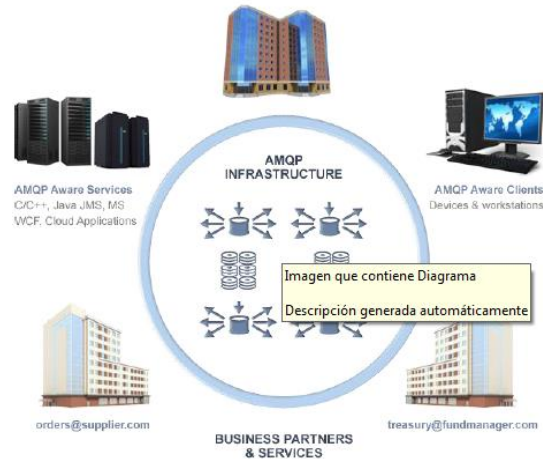 AMQP
INFRASTRUCTURE
AMQP Aware Services
C/C++, Java JMS, MS
WCF, Cloud Applications
AMQP Aware Clients
Devices & workstations
Imagen que contiene Diagrama
Descripción generada automáticamente
orders@supplier.com
treasury@fundmanager.com
BUSINESS PARTNERS
& SERVICES